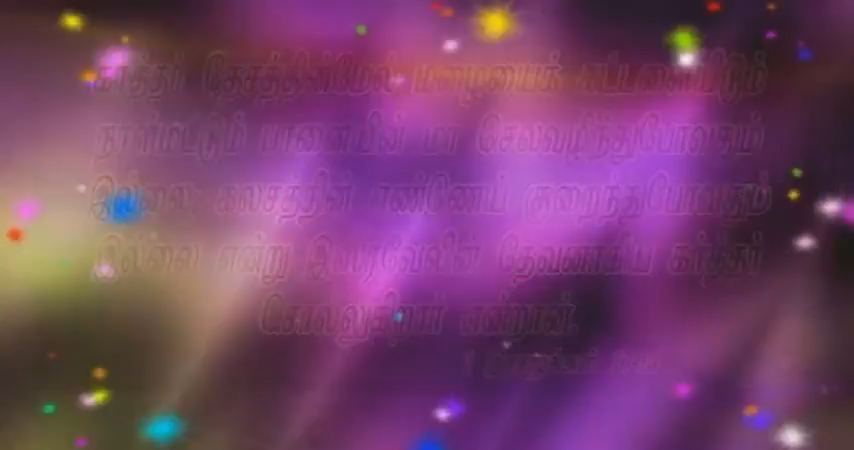 கர்த்தர் தேசத்தின்மேல் மழையைக் கட்டளையிடும்
நாள்மட்டும் பானையில் மா செலவழிந்துபோவதும்
இல்லை; கலசத்தின் எண்ணெய் குறைந்துபோவதும்
இல்லை என்று இஸ்ரவேலின் தேவனாகிய கர்த்தர்
சொல்லுகிறார் என்றான்.